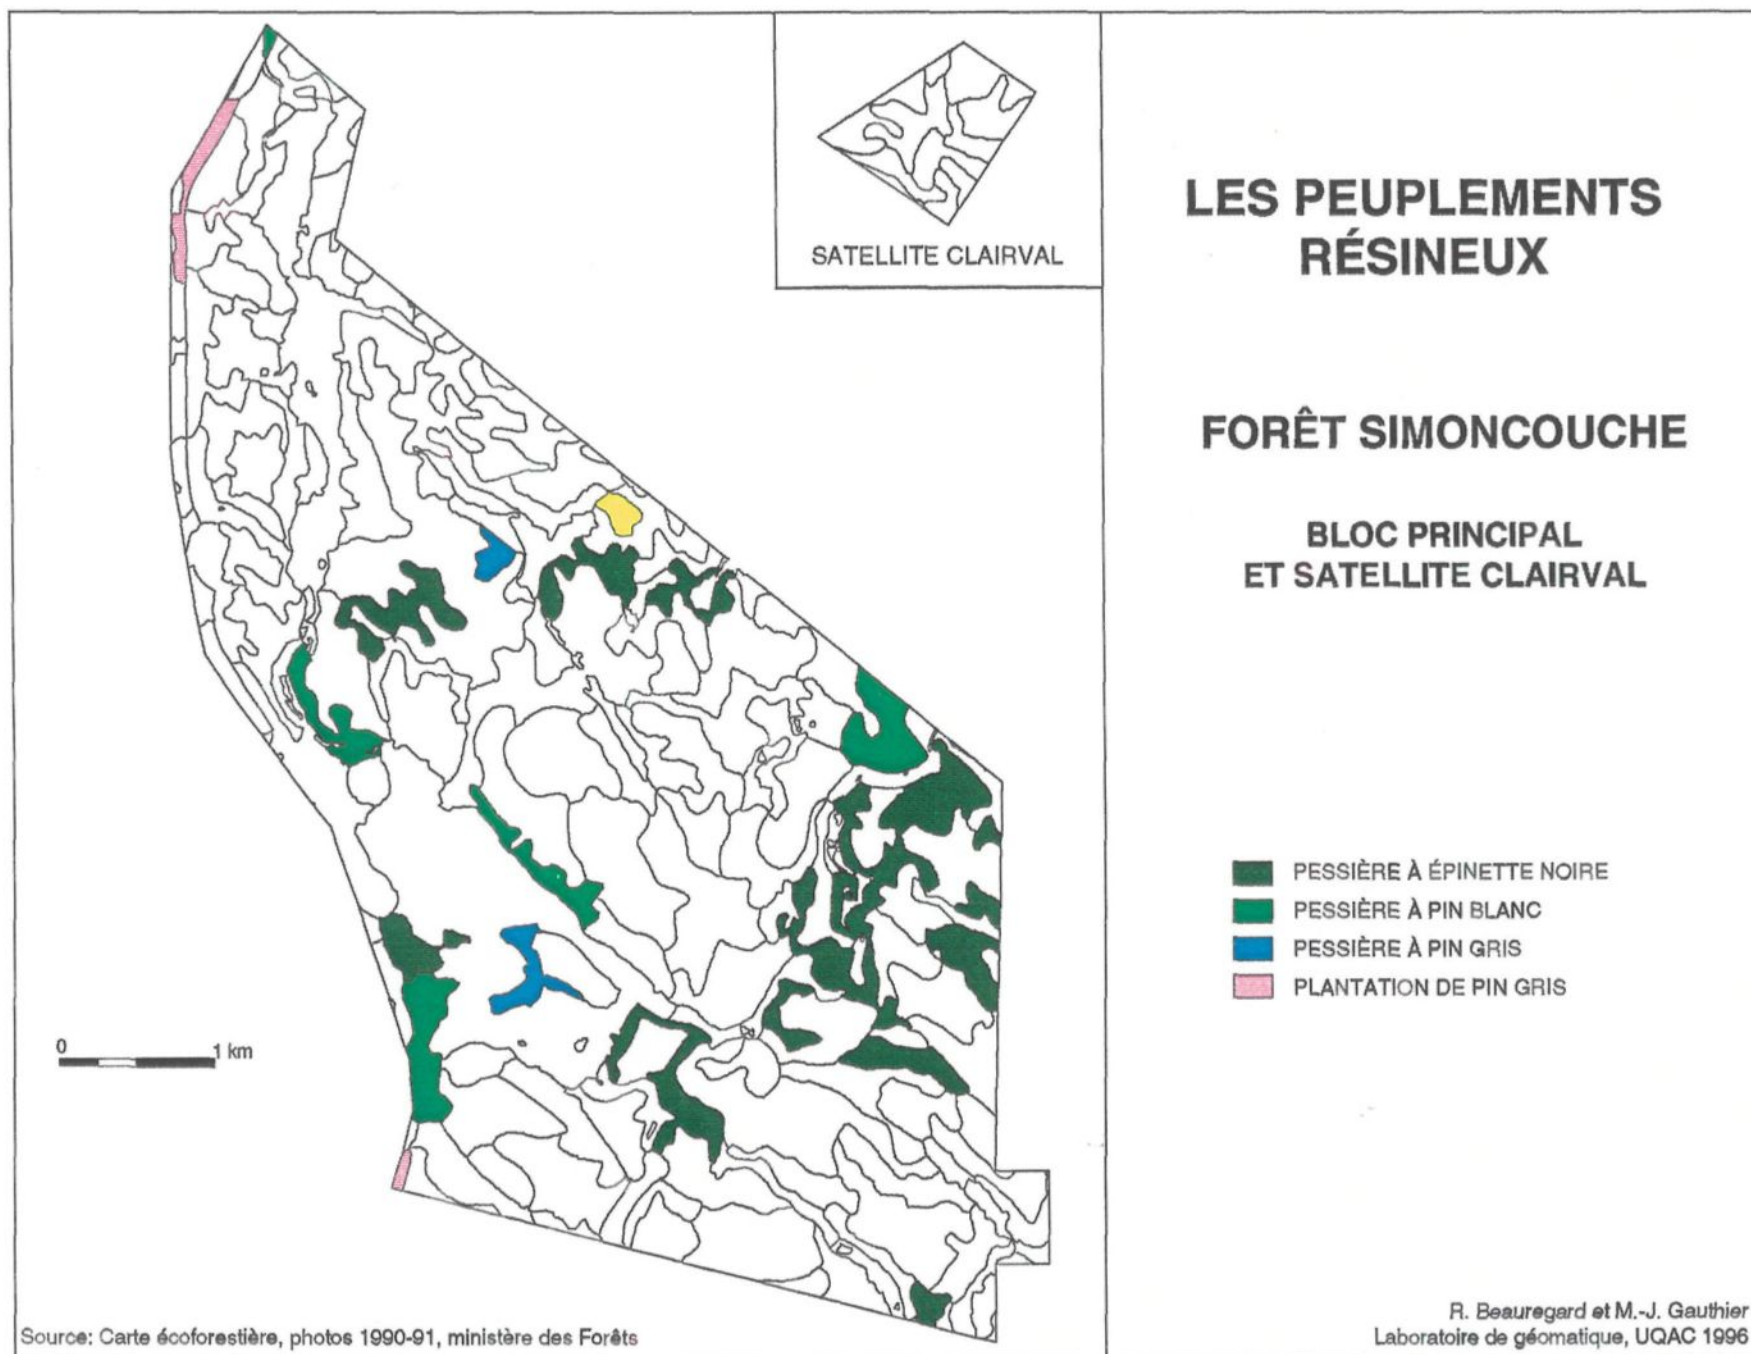 SATELLITE CLAIRVAL
LES PEUPLEMENTS
RÉSINEUX
FORÊT SIMONCOUCHE
BLOC PRINCIPAL
ET SATELLITE CLAIRVAL
PESSIÈRE À ÉPINETTE NOIRE
PESSIÈRE À PIN BLANC
PESSIÈRE À PIN GRIS
PLANTATION DE PIN GRIS
0 1 km
Source: Carte écoforestière, photos 1990-91, ministère des Forêts
R. Beauregard et M.-J. Gauthier
Laboratoire de géomatique, UQAC 1996